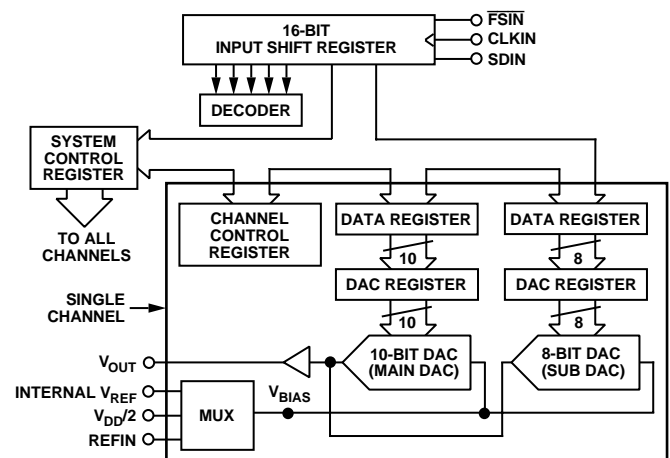 16-BIT
INPUT SHIFT REGISTER
FSIN
CLKIN
SDIN
DECODER
SYSTEM
CONTROL
REGISTER
TO ALL
CHANNELS
CHANNEL
CONTROL
REGISTER
DATA REGISTER
DATA REGISTER
10
8
DAC REGISTER
DAC REGISTER
10
8
SINGLE
CHANNEL
10-BIT DAC
(MAIN DAC)
8-BIT DAC
(SUB DAC)
VOUT
INTERNAL VREF
VDD/2
REFIN
MUX
VBIAS